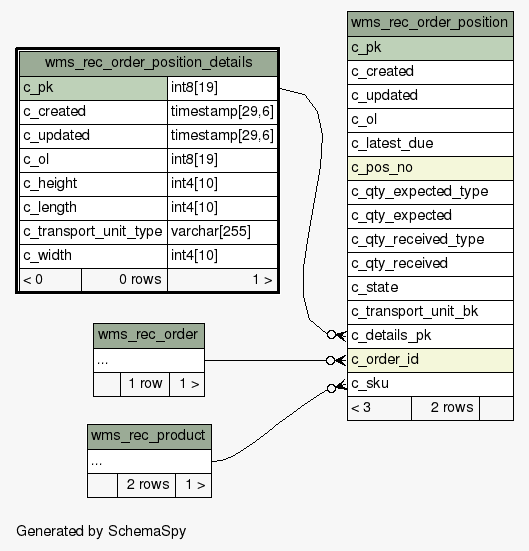 wms_rec_order_position_details
c_pk int8[19]
c_created timestamp[29,6]
c_updated timestamp[29,6]
c_ol int8[19]
c_height int4[10]
c_length int4[10]
c_transport_unit_type varchar[255]
c_width int4[10]
< 0 0 rows 1 >
wms_rec_order
...
1 row 1 >
wms_rec_product
...
2 rows 1 >
wms_rec_order_position
c_pk
c_created
c_updated
c_ol
c_latest_due
c_pos_no
c_qty_expected_type
c_qty_expected
c_qty_received_type
c_qty_received
c_state
c_transport_unit_bk
c_details_pk
c_order_id
c_sku
< 3 2 rows
Generated by SchemaSpy